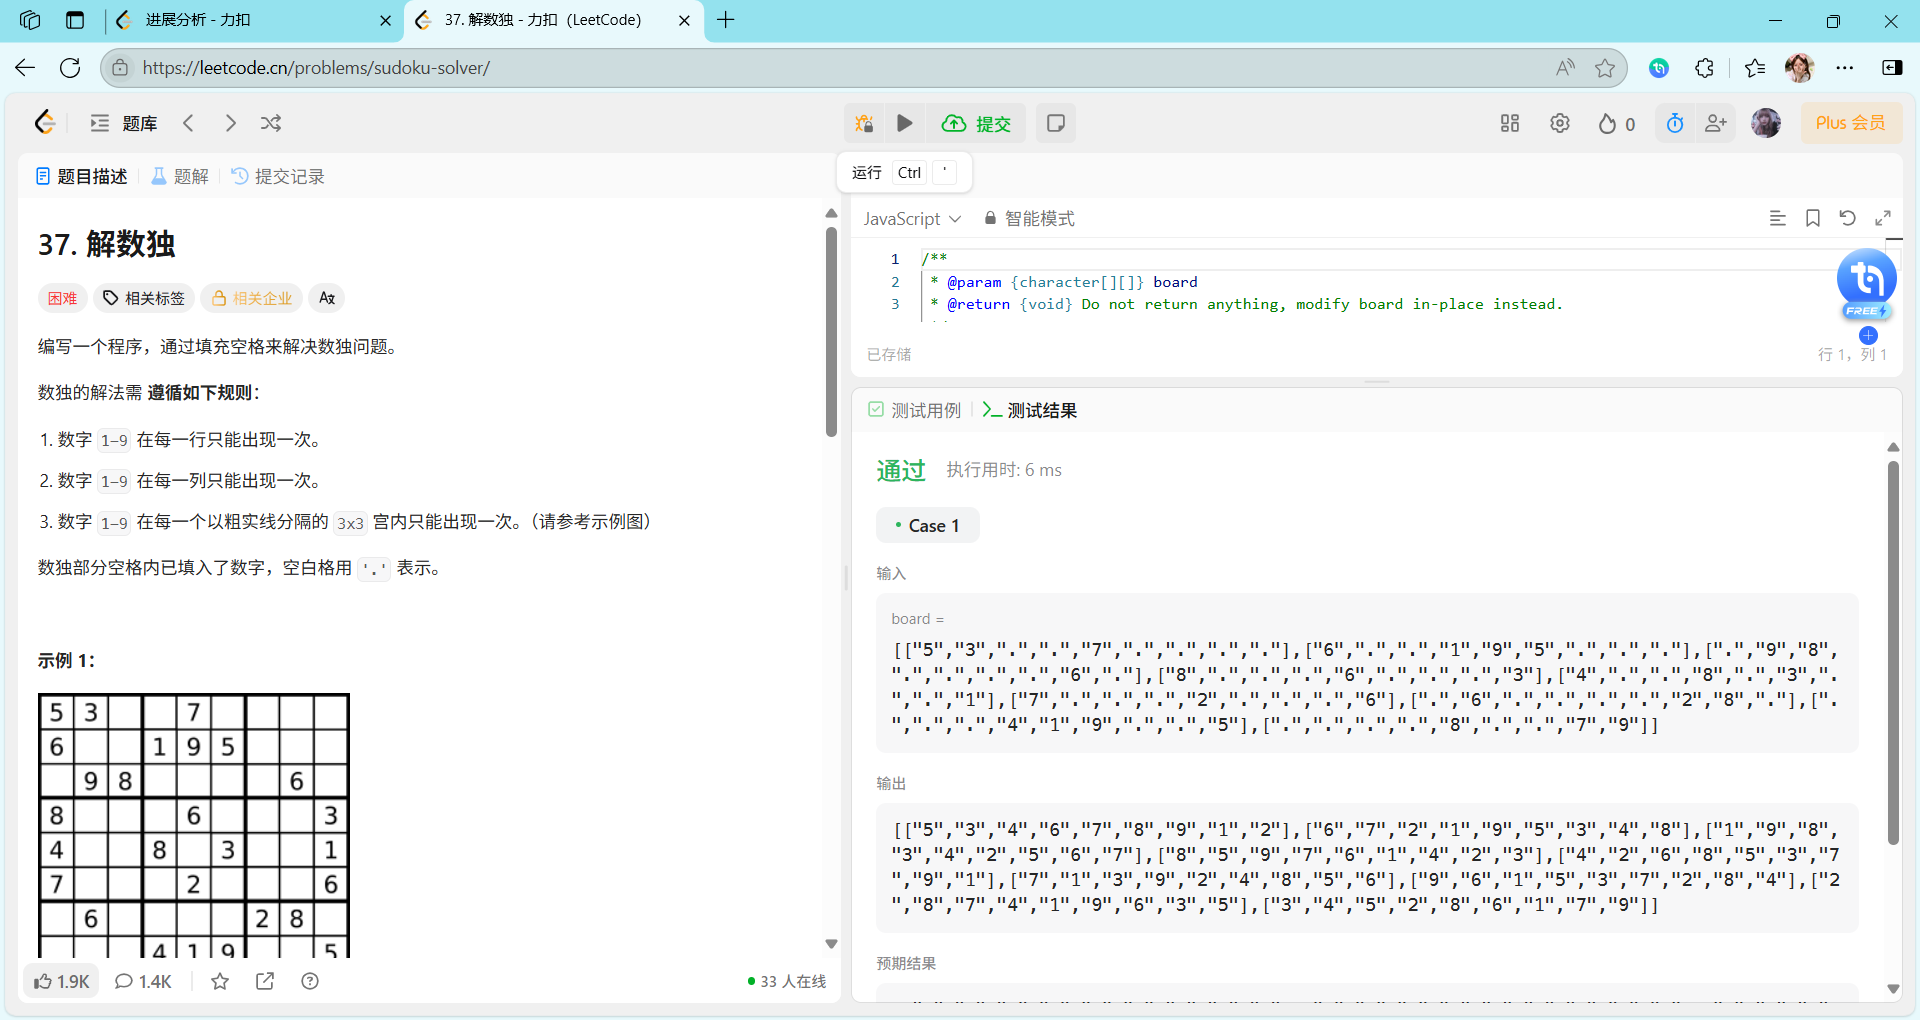 进展分析 - 力扣
37. 解数独 - 力扣（LeetCode）
https://leetcode.cn/problems/sudoku-solver/
题库
提交
0
Plus 会员
题目描述
题解
提交记录
运行 Ctrl '
37. 解数独
困难
相关标签
相关企业
编写一个程序，通过填充空格来解决数独问题。
数独的解法需 遵循如下规则：
1. 数字 1-9 在每一行只能出现一次。
2. 数字 1-9 在每一列只能出现一次。
3. 数字 1-9 在每一个以粗实线分隔的 3x3 宫内只能出现一次。（请参考示例图）
数独部分空格内已填入了数字，空白格用 '.' 表示。
示例 1：
5 3 7
6 1 9 5
9 8 6
8 6 3
4 8 3 1
7 2 6
6 2 8
4 1 9 5
1.9K
1.4K
33 人在线
JavaScript
智能模式
1 /**
2 * @param {character[][]} board
3 * @return {void} Do not return anything, modify board in-place instead.
FREE
已存储
行 1，列 1
测试用例
测试结果
通过
执行用时: 6 ms
Case 1
输入
board =
[["5","3",".",".","7",".",".",".","."],["6",".",".","1","9","5",".",".","."],[".","9","8",
".",".",".",".","6","."],["8",".",".",".","6",".",".",".","3"],["4",".",".","8",".","3",".
",".","1"],["7",".",".",".","2",".",".",".","6"],[".","6",".",".",".",".","2","8","."],[".
",".",".","4","1","9",".",".","5"],[".",".",".",".","8",".",".","7","9"]]
输出
[["5","3","4","6","7","8","9","1","2"],["6","7","2","1","9","5","3","4","8"],["1","9","8",
"3","4","2","5","6","7"],["8","5","9","7","6","1","4","2","3"],["4","2","6","8","5","3","7
","9","1"],["7","1","3","9","2","4","8","5","6"],["9","6","1","5","3","7","2","8","4"],["2
","8","7","4","1","9","6","3","5"],["3","4","5","2","8","6","1","7","9"]]
预期结果